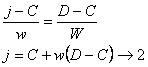 (j−C)/w = (D−C)/W
j = C + w(D−C) → 2